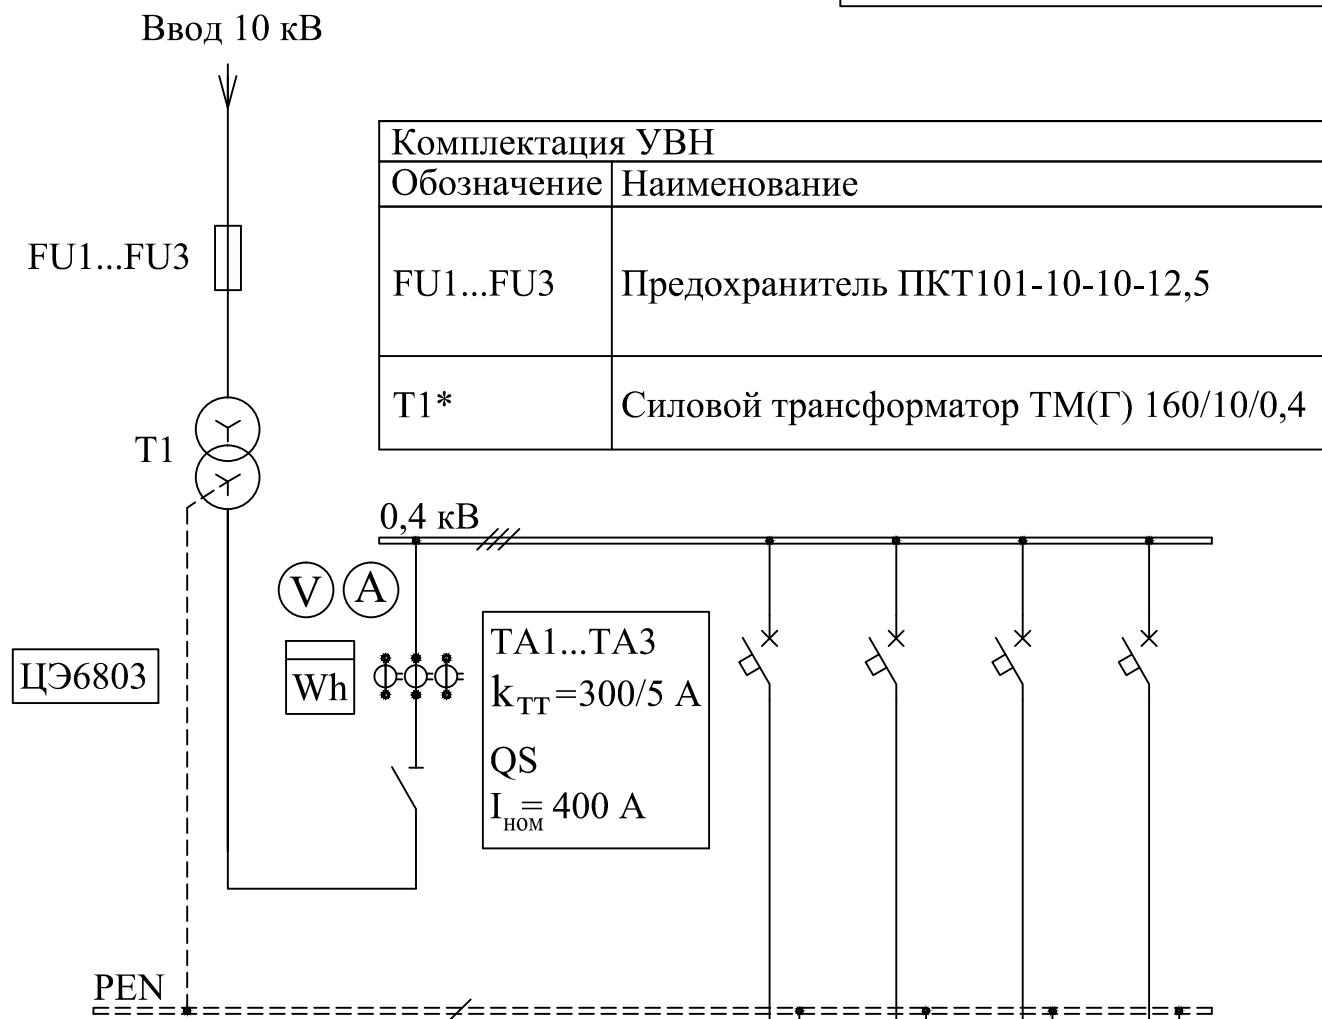 Ввод 10 кВ
Комплектация УВН
Обозначение Наименование
FU1...FU3
FU1...FU3 Предохранитель ПКТ101-10-10-12,5
T1* Силовой трансформатор ТМ(Г) 160/10/0,4
T1
0,4 кВ
V A
ЦЭ6803
Wh
TA1...TA3
kТТ=300/5 А
QS
Iном= 400 А
PEN